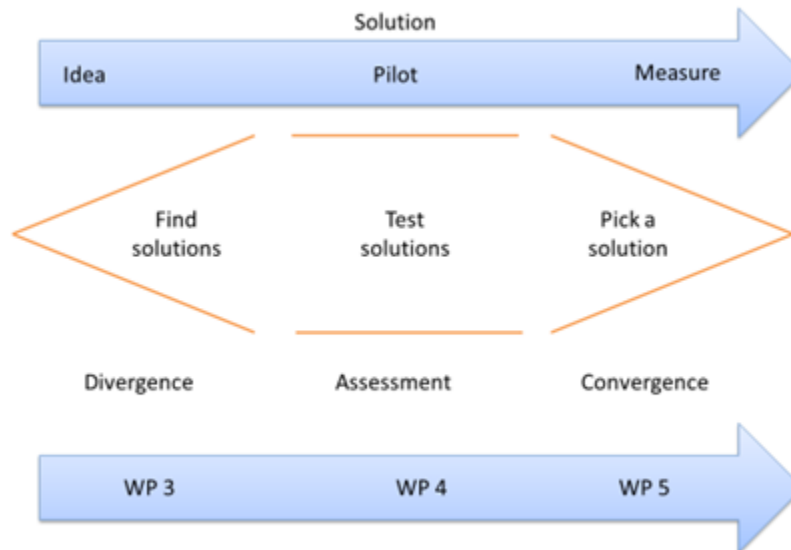 Solution
Idea Pilot Measure
Find Test Pick a
solutions solutions solution
Divergence Assessment Convergence
WP 3 WP 4 WP 5